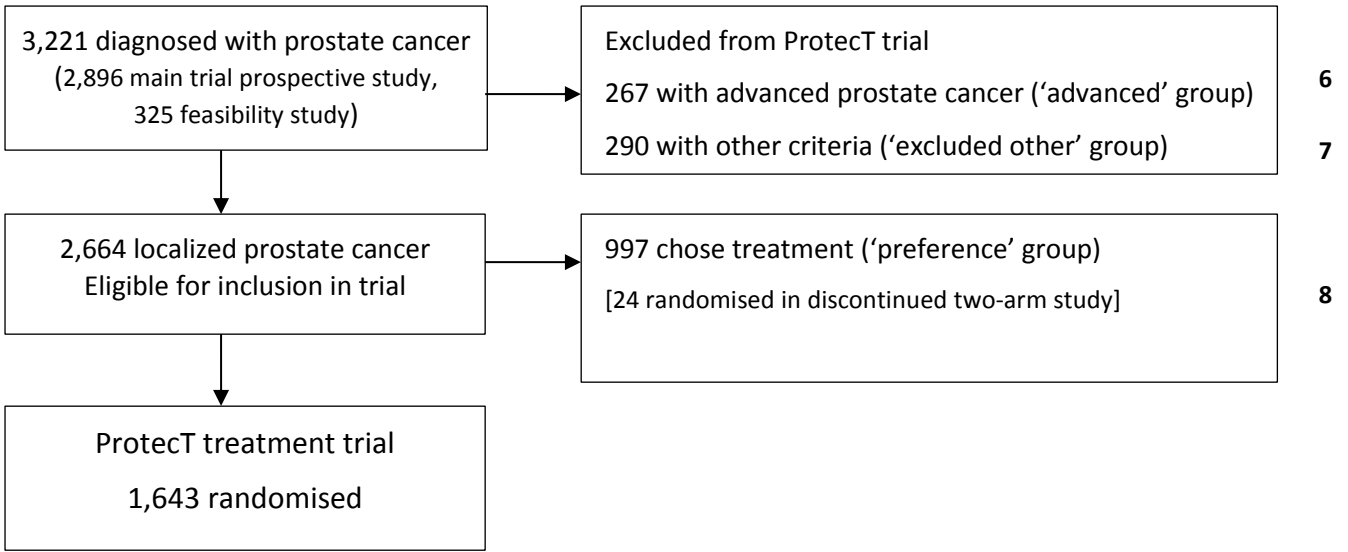 3,221 diagnosed with prostate cancer
(2,896 main trial prospective study,
325 feasibility study)
Excluded from ProtecT trial
267 with advanced prostate cancer (‘advanced’ group)
6
290 with other criteria (‘excluded other’ group)
7
2,664 localized prostate cancer
Eligible for inclusion in trial
997 chose treatment (‘preference’ group)
[24 randomised in discontinued two-arm study]
8
ProtecT treatment trial
1,643 randomised